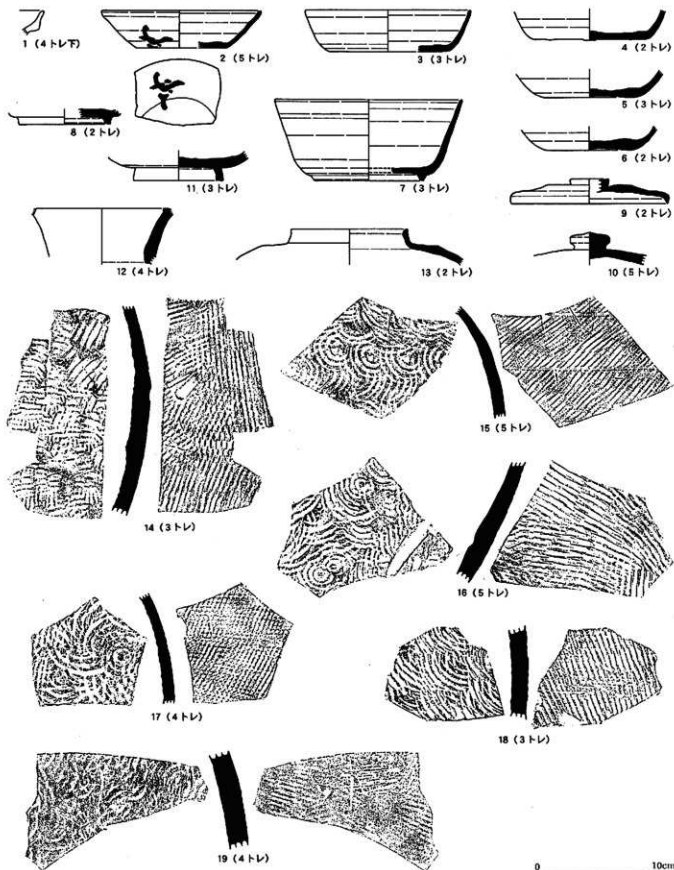 1 (4トレ下)
2 (5トレ)
3 (3トレ)
4 (2トレ)
5 (3トレ)
6 (2トレ)
8 (2トレ)
11 (3トレ)
7 (3トレ)
9 (2トレ)
12 (4トレ)
13 (2トレ)
10 (5トレ)
14 (3トレ)
15 (5トレ)
16 (5トレ)
17 (4トレ)
18 (3トレ)
19 (4トレ)
0 10cm